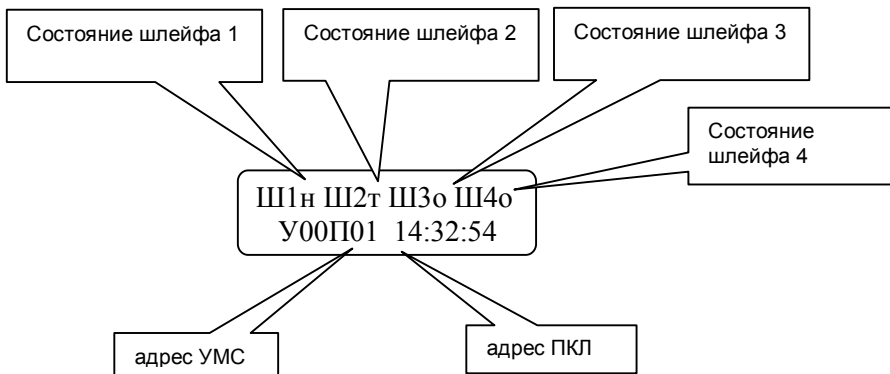 Состояние шлейфа 1
Состояние шлейфа 2
Состояние шлейфа 3
Состояние
шлейфа 4
Ш1н Ш2т Ш3о Ш4о
У00П01 14:32:54
адрес УМС
адрес ПКЛ